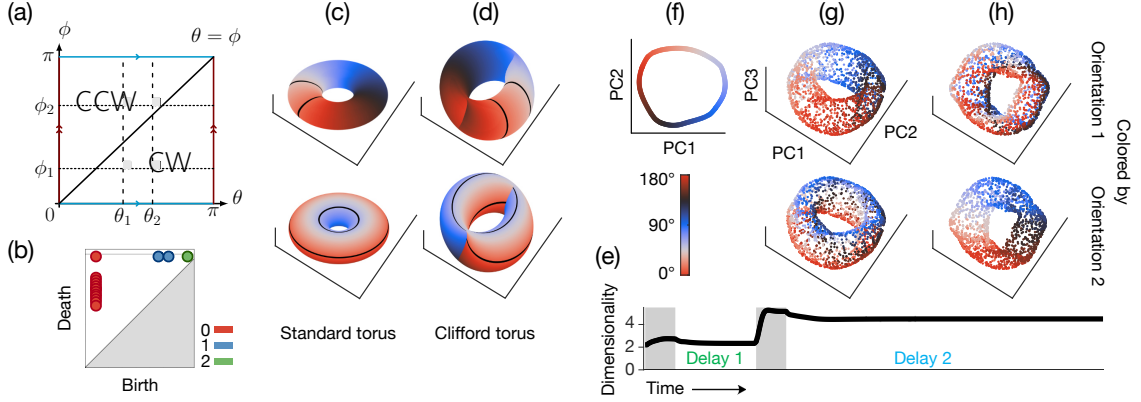 (a)
ϕ
θ = ϕ
π
CCW
ϕ2
CW
ϕ1
0
θ1
θ2
π
θ
(b)
Death
Birth
0
1
2
(c)
Standard torus
(d)
Clifford torus
(f)
PC2
PC1
180°
90°
0°
(g)
PC3
PC2
PC1
(h)
Orientation 1
Orientation 2
Colored by
(e)
Dimensionality
4
2
0
Delay 1
Delay 2
Time